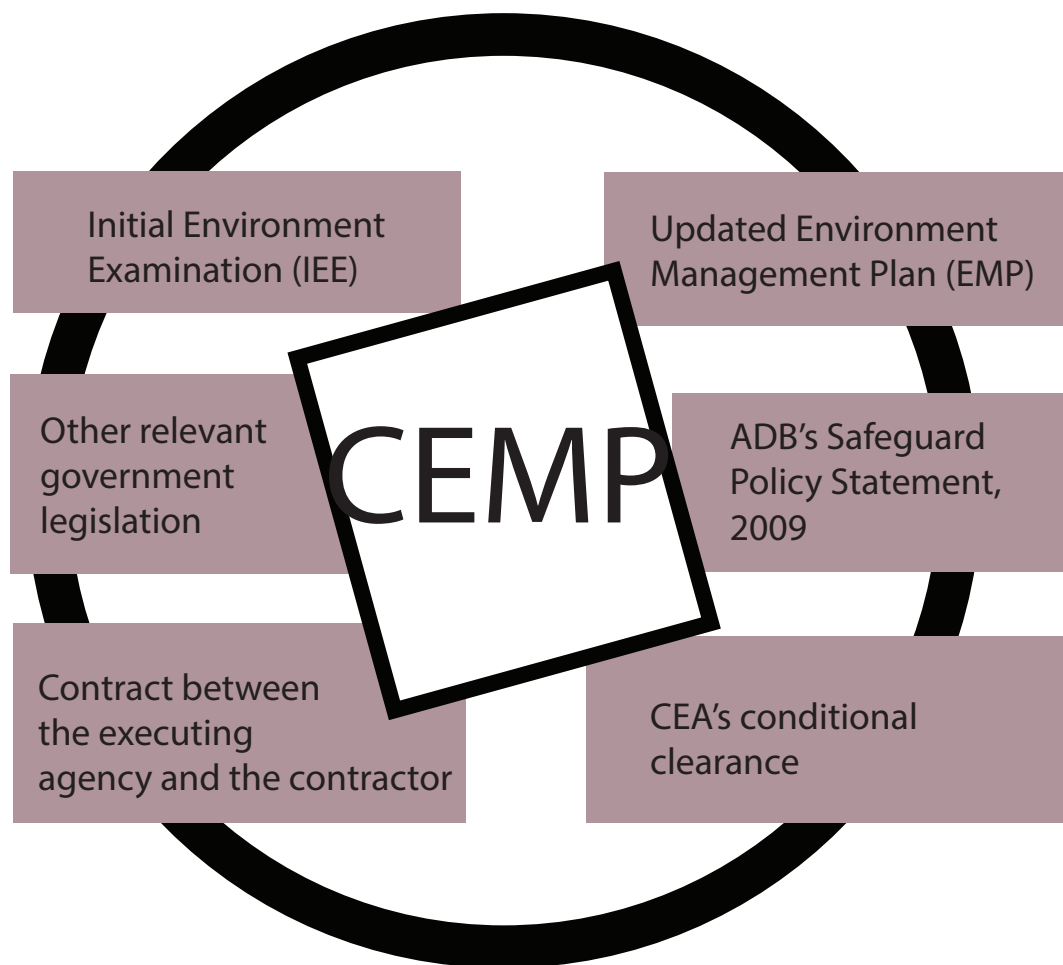 Initial Environment
Examination (IEE)
Updated Environment
Management Plan (EMP)
Other relevant
government
legislation
CEMP
ADB’s Safeguard
Policy Statement,
2009
Contract between
the executing
agency and the contractor
CEA’s conditional
clearance